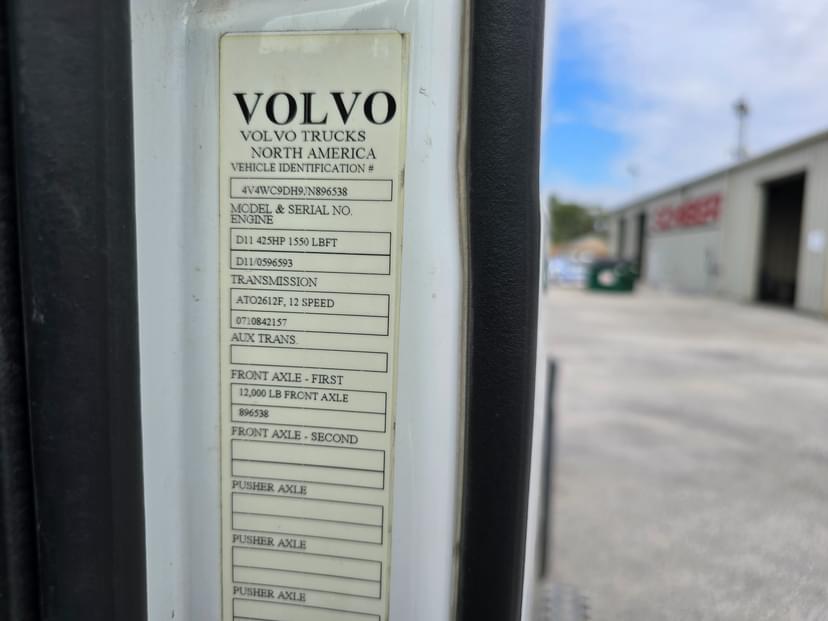 VOLVO
VOLVO TRUCKS
NORTH AMERICA
VEHICLE IDENTIFICATION #
4V4WC9DH9JN896538
MODEL & SERIAL NO.
ENGINE
D11 425HP 1550 LBFT
D11/0596593
TRANSMISSION
ATO2612F, 12 SPEED
0710842157
AUX TRANS.
FRONT AXLE - FIRST
12,000 LB FRONT AXLE
896538
FRONT AXLE - SECOND
PUSHER AXLE
PUSHER AXLE
PUSHER AXLE